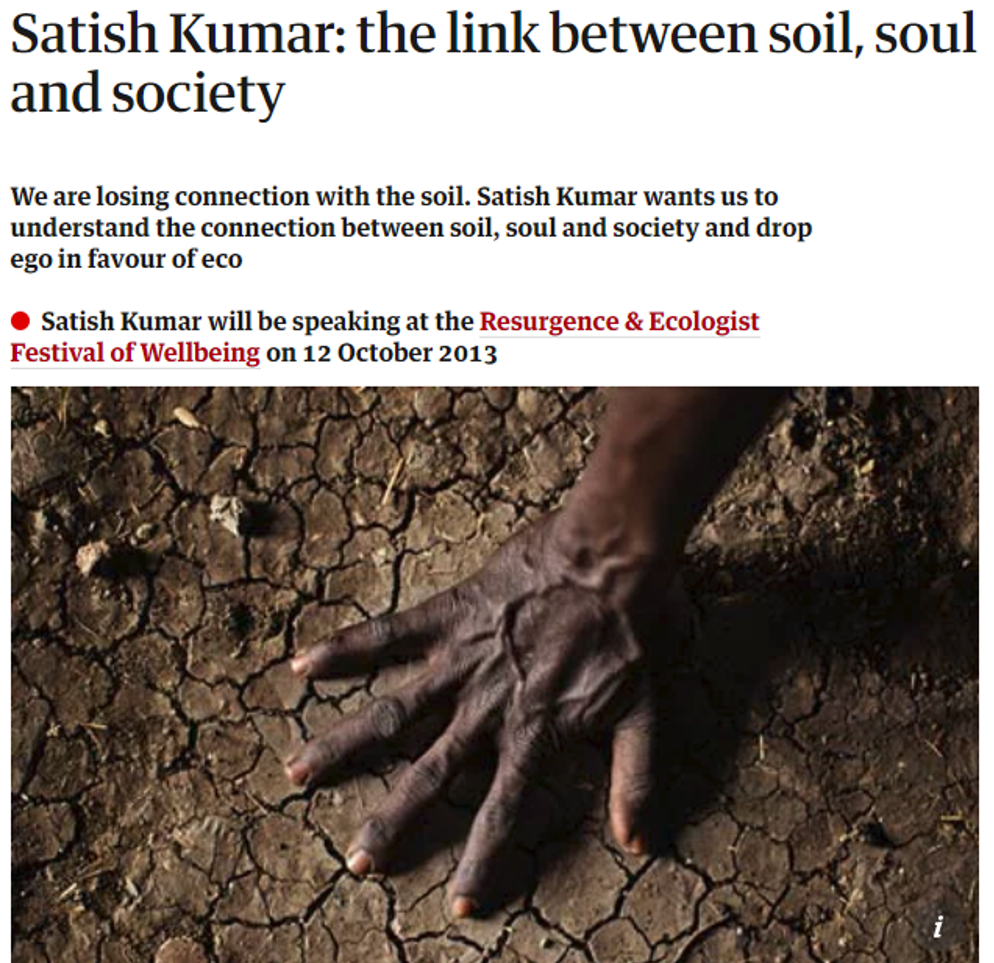 Satish Kumar: the link between soil, soul
and society
We are losing connection with the soil. Satish Kumar wants us to
understand the connection between soil, soul and society and drop
ego in favour of eco
● Satish Kumar will be speaking at the Resurgence & Ecologist
Festival of Wellbeing on 12 October 2013
i